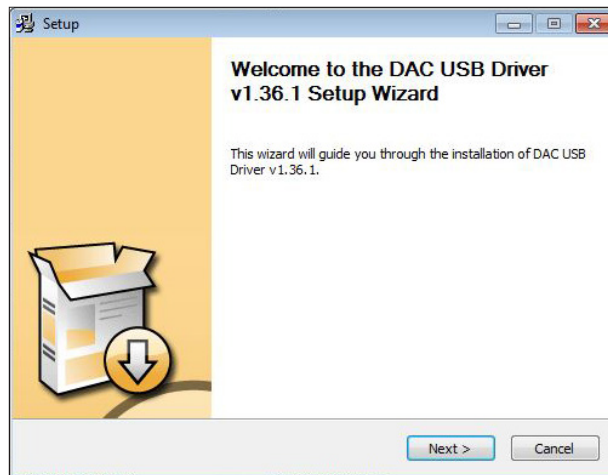 Setup
Welcome to the DAC USB Driver
v1.36.1 Setup Wizard
This wizard will guide you through the installation of DAC USB
Driver v1.36.1.
Next >
Cancel